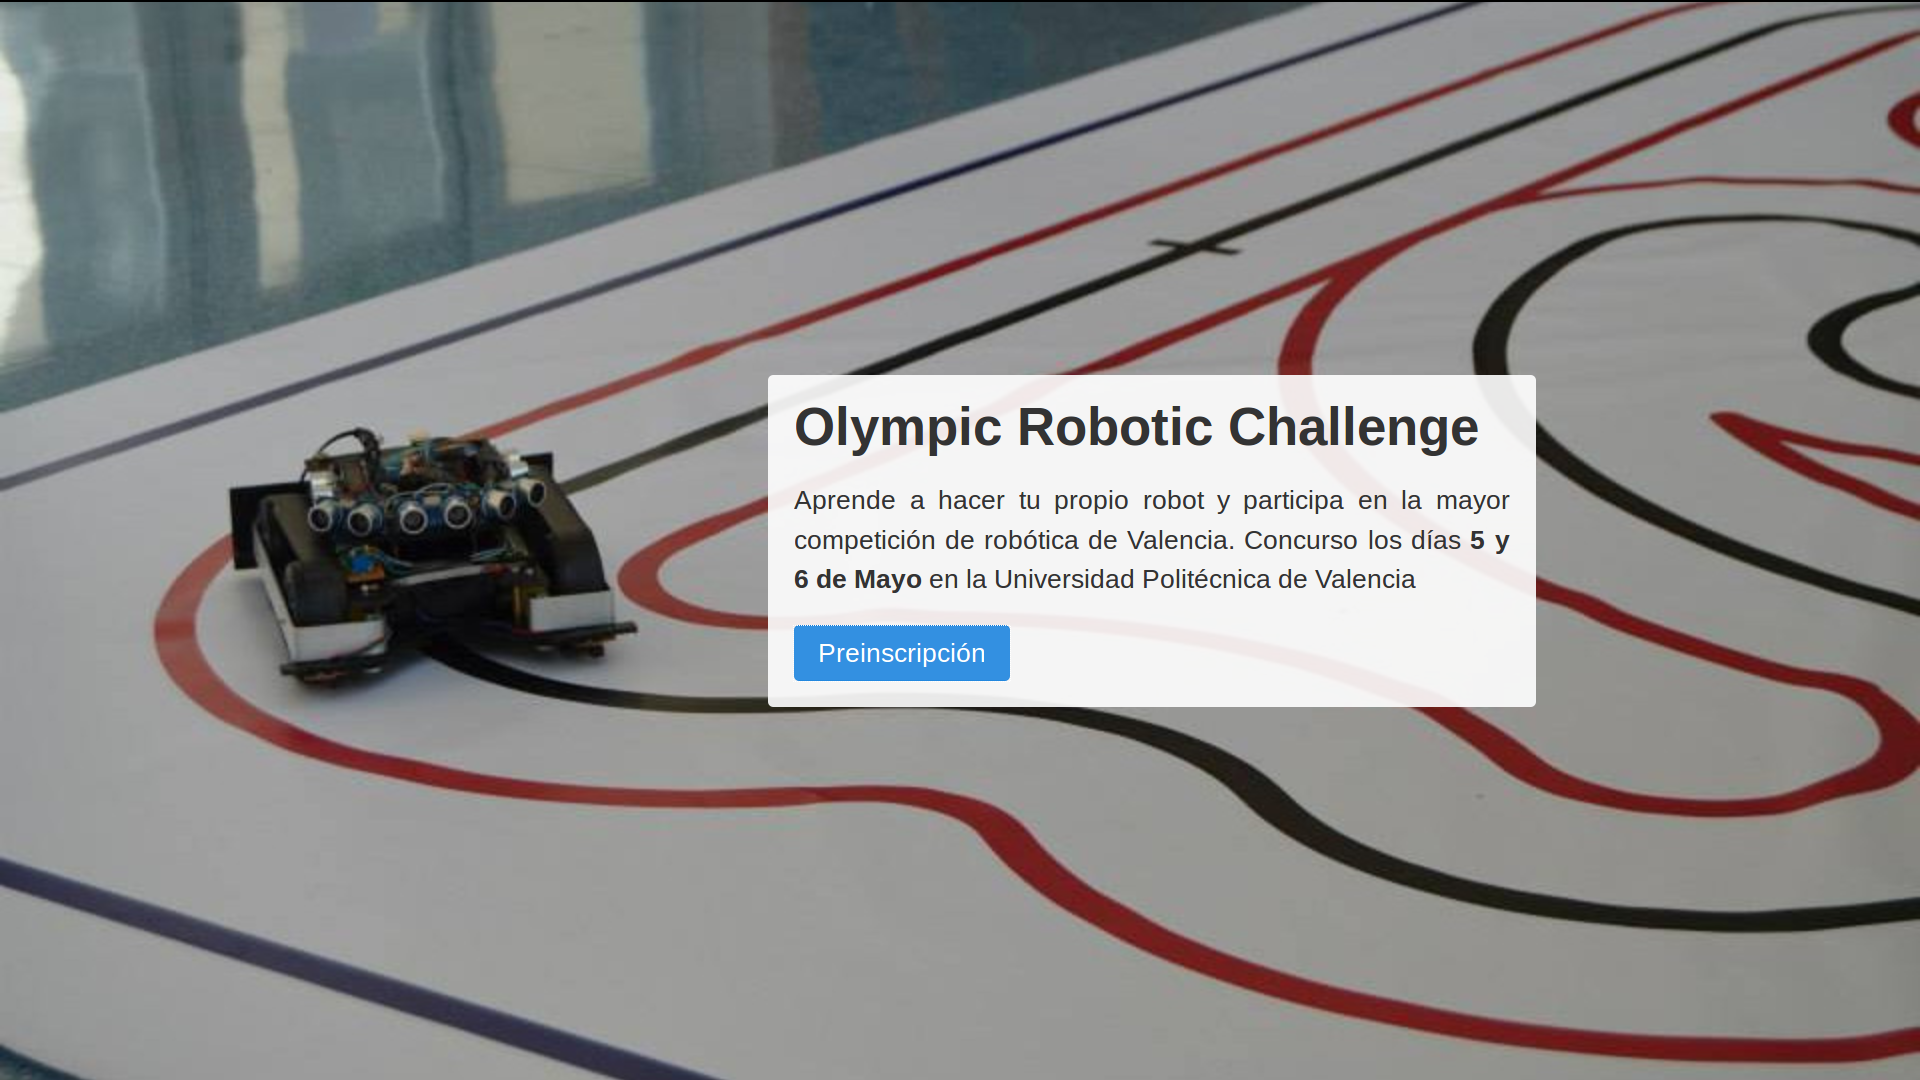 Olympic Robotic Challenge
Aprende a hacer tu propio robot y participa en la mayor
competición de robótica de Valencia. Concurso los días 5 y
6 de Mayo en la Universidad Politécnica de Valencia
Preinscripción